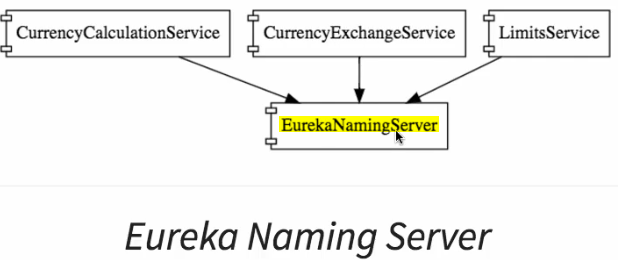 CurrencyCalculationService CurrencyExchangeService LimitsService
EurekaNamingServer
Eureka Naming Server